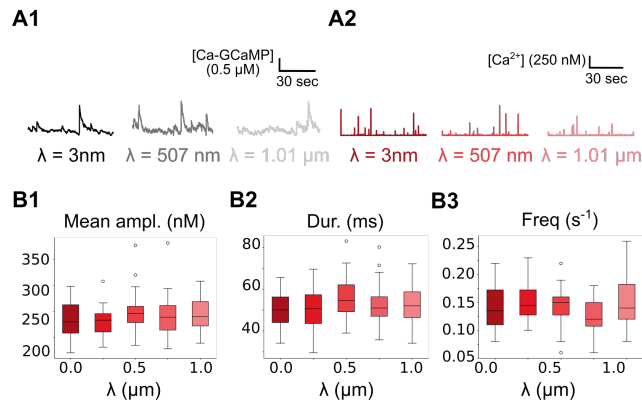 A1
[Ca-GCaMP]
(0.5 µM)
30 sec
λ = 3nm
λ = 507 nm
λ = 1.01 µm
A2
[Ca²⁺] (250 nM)
30 sec
λ = 3nm
λ = 507 nm
λ = 1.01 µm
B1
Mean ampl. (nM)
350
300
250
200
0.0
0.5
1.0
λ (µm)
B2
Dur. (ms)
80
60
40
0.0
0.5
1.0
λ (µm)
B3
Freq (s⁻¹)
0.25
0.20
0.15
0.10
0.05
0.0
0.5
1.0
λ (µm)